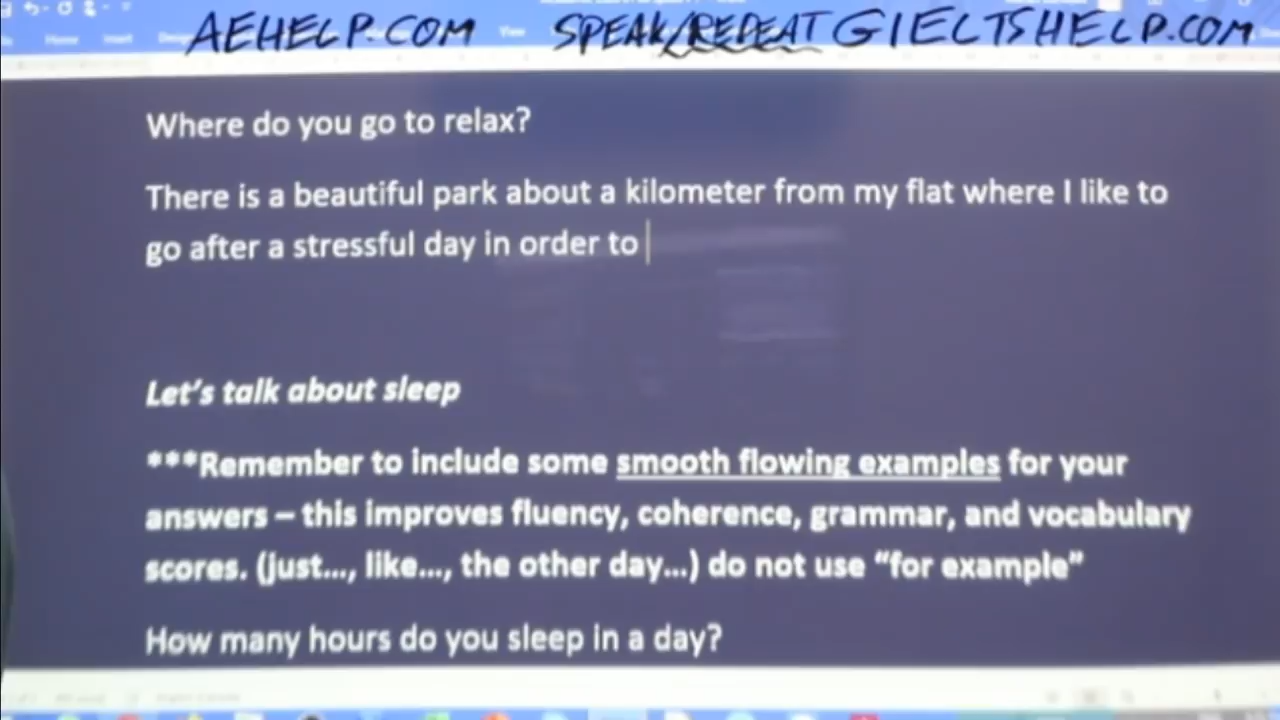 AEHELP.COM SPEAK/REPEAT GIELTSHELP.COM
Where do you go to relax?
There is a beautiful park about a kilometer from my flat where I like to
go after a stressful day in order to
Let's talk about sleep
***Remember to include some smooth flowing examples for your
answers – this improves fluency, coherence, grammar, and vocabulary
scores. (just..., like..., the other day...) do not use “for example”
How many hours do you sleep in a day?